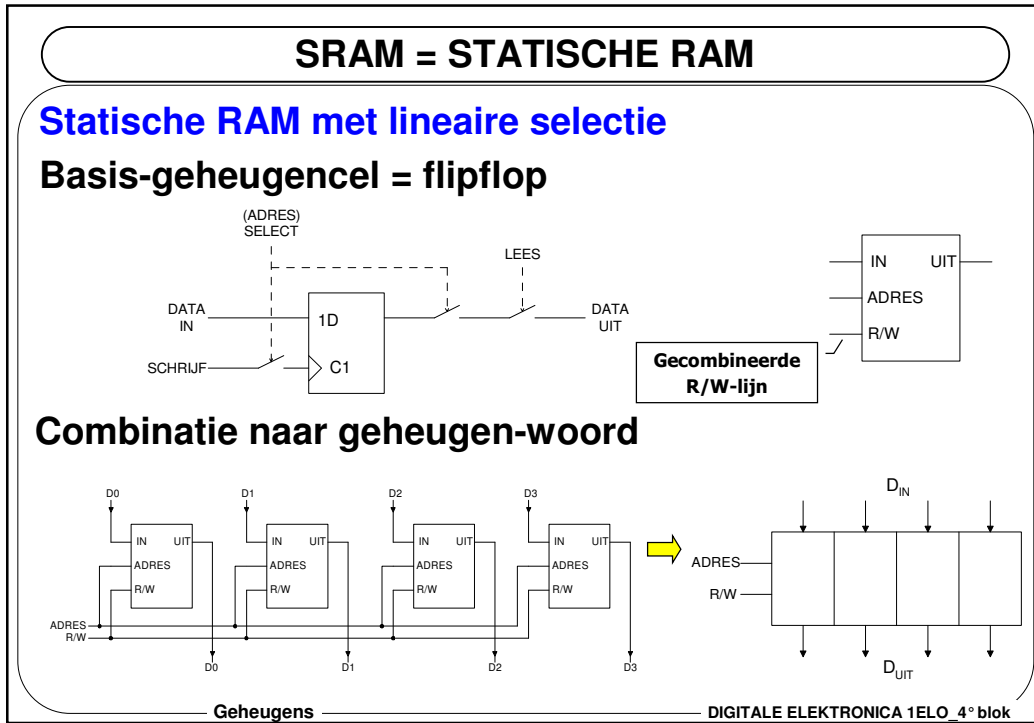 SRAM = STATISCHE RAM
Statische RAM met lineaire selectie
Basis-geheugencel = flipflop
(ADRES)
SELECT
LEES
DATA
IN
1D
DATA
UIT
SCHRIJF
C1
IN UIT
ADRES
R/W
Gecombineerde
R/W-lijn
Combinatie naar geheugen-woord
D0 D1 D2 D3
IN UIT IN UIT IN UIT IN UIT
ADRES ADRES ADRES ADRES
R/W R/W R/W R/W
ADRES
R/W
D0 D1 D2 D3
DIN
ADRES
R/W
DUIT
Geheugens
DIGITALE ELEKTRONICA 1ELO_4° blok